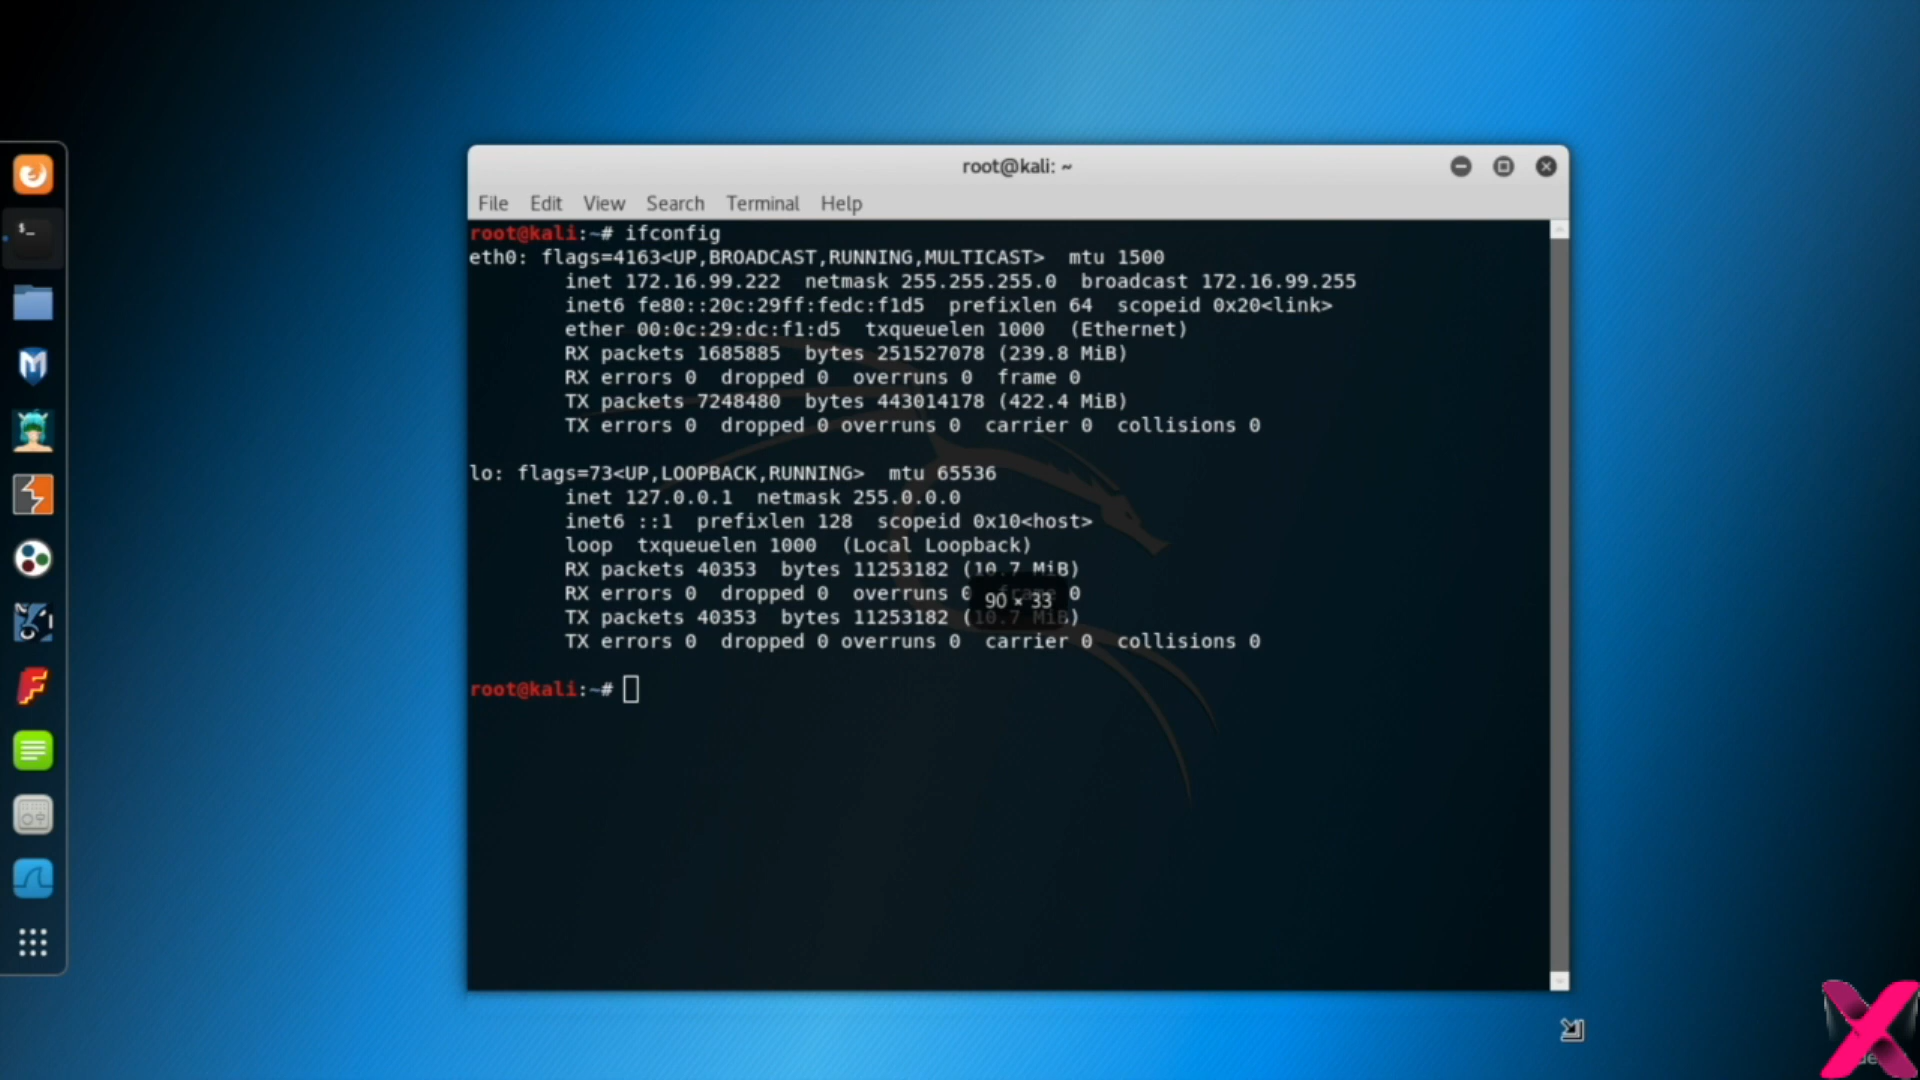 root@kali: ~
File Edit View Search Terminal Help
root@kali:~# ifconfig
eth0: flags=4163<UP,BROADCAST,RUNNING,MULTICAST>  mtu 1500
        inet 172.16.99.222  netmask 255.255.255.0  broadcast 172.16.99.255
        inet6 fe80::20c:29ff:fedc:f1d5  prefixlen 64  scopeid 0x20<link>
        ether 00:0c:29:dc:f1:d5  txqueuelen 1000  (Ethernet)
        RX packets 1685885  bytes 251527078 (239.8 MiB)
        RX errors 0  dropped 0  overruns 0  frame 0
        TX packets 7248480  bytes 443014178 (422.4 MiB)
        TX errors 0  dropped 0 overruns 0  carrier 0  collisions 0
lo: flags=73<UP,LOOPBACK,RUNNING>  mtu 65536
        inet 127.0.0.1  netmask 255.0.0.0
        inet6 ::1  prefixlen 128  scopeid 0x10<host>
        loop  txqueuelen 1000  (Local Loopback)
        RX packets 40353  bytes 11253182 (10.7 MiB)
        RX errors 0  dropped 0  overruns 0  frame 0
90 × 33
        TX packets 40353  bytes 11253182 (10.7 MiB)
        TX errors 0  dropped 0 overruns 0  carrier 0  collisions 0
root@kali:~#